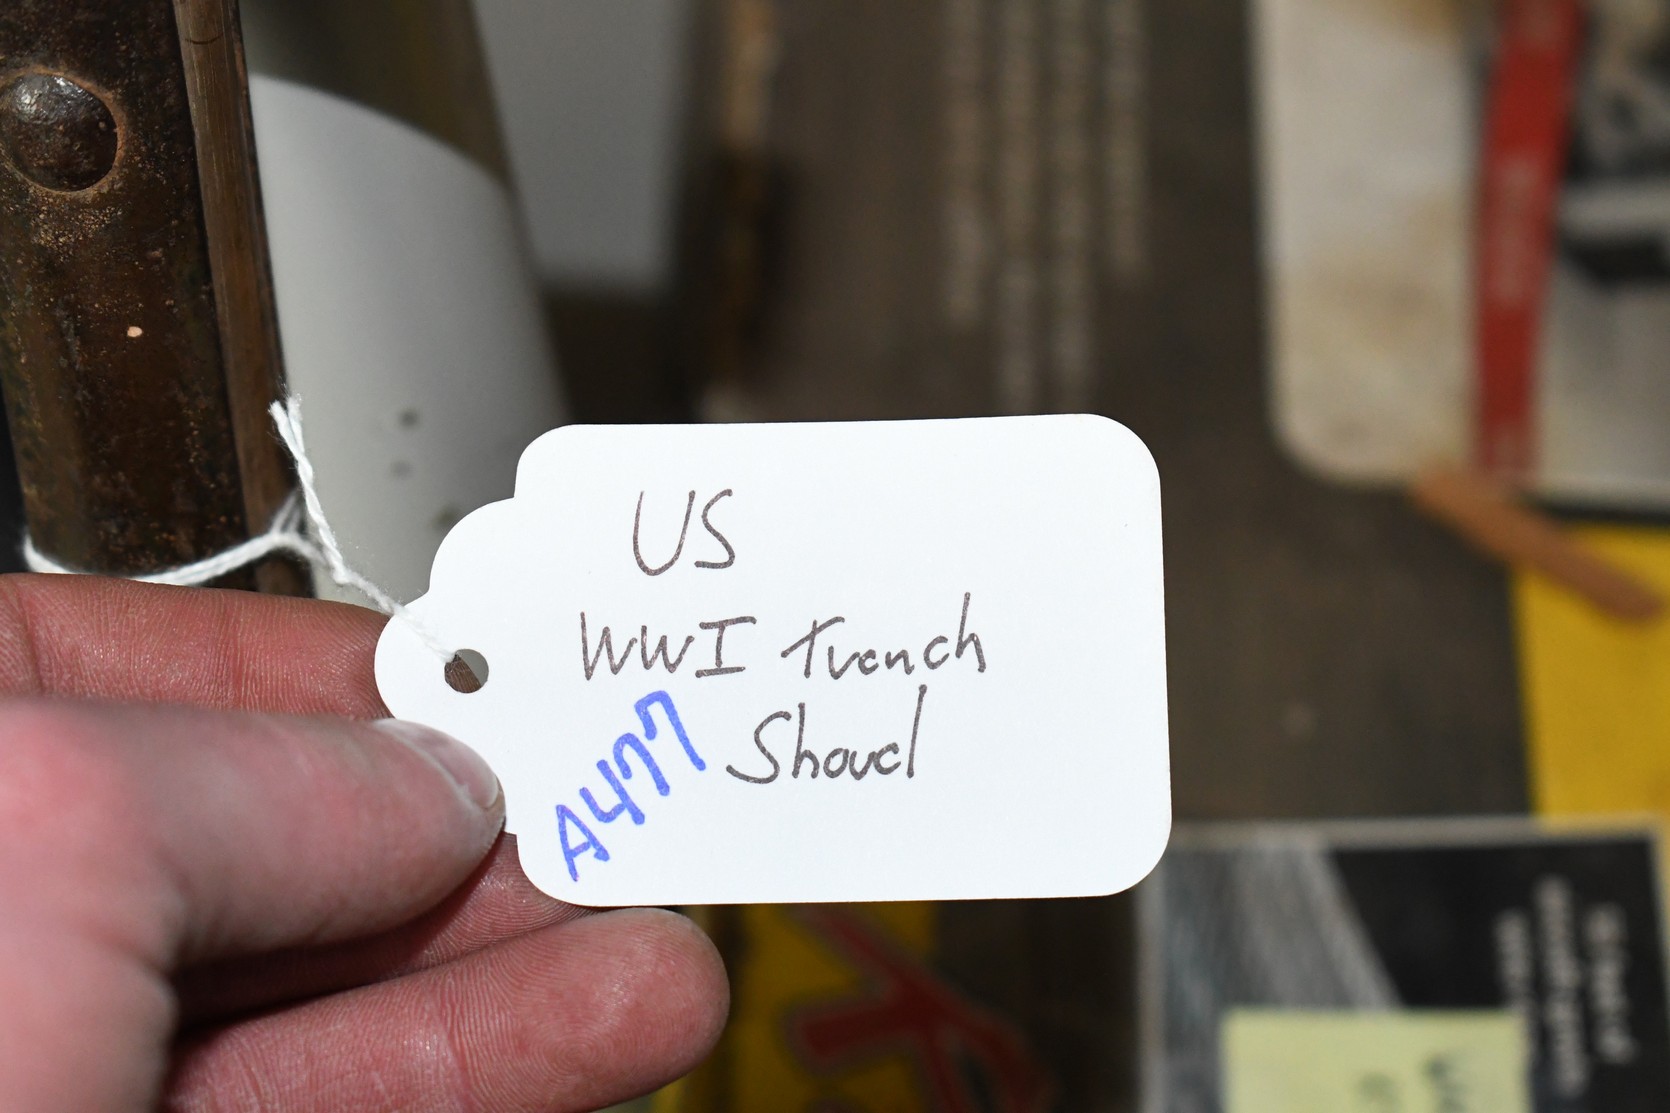 US
WWI trench
Shovel
A477